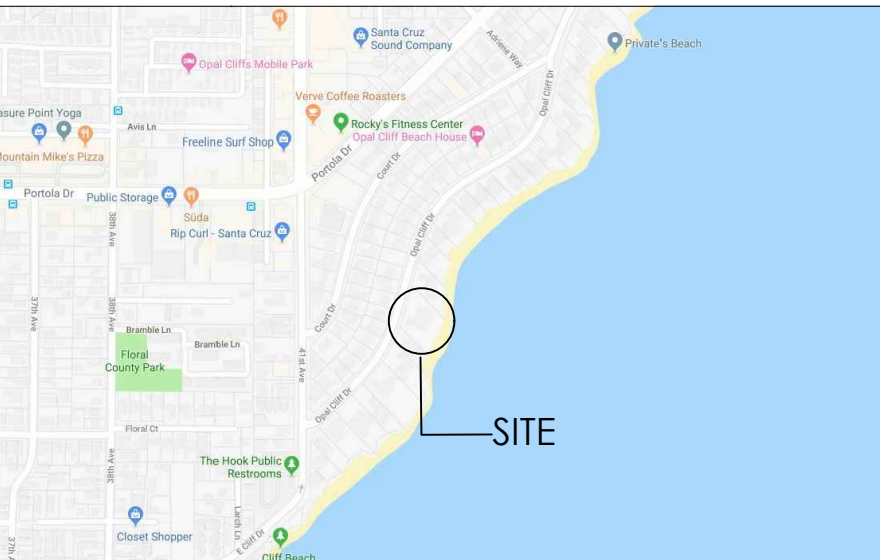 Santa Cruz
Sound Company
Adriene Way
Private's Beach
Opal Cliffs Mobile Park
Opal Cliff Dr
Verve Coffee Roasters
asure Point Yoga
Avis Ln
Rocky's Fitness Center
Opal Cliff Beach House
Freeline Surf Shop
Mountain Mike's Pizza
Portola Dr
Court Dr
Portola Dr
Public Storage
Süda
38th Ave
Rip Curl - Santa Cruz
Opal Cliff Dr
37th Ave
38th Ave
Court Dr
Bramble Ln
Bramble Ln
Floral
County Park
41st Ave
Opal Cliff Dr
SITE
Floral Ct
38th Ave
The Hook Public
Restrooms
Larch Ln
Closet Shopper
E Cliff Dr
37th A
Cliff Beach